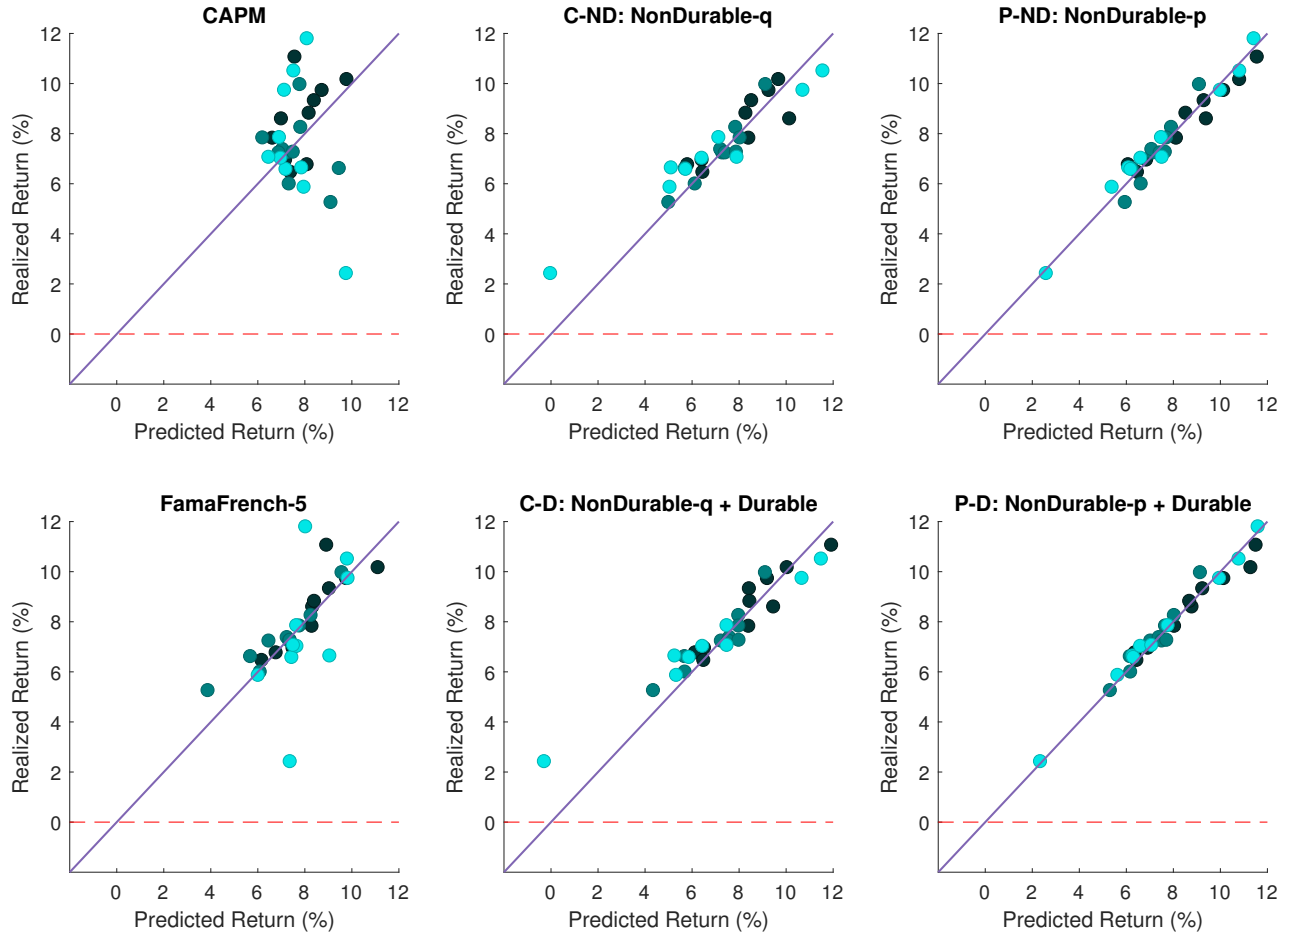 CAPM
12
10
8
6
4
2
0
Realized Return (%)
0 2 4 6 8 10 12
Predicted Return (%)
C-ND: NonDurable-q
12
10
8
6
4
2
0
Realized Return (%)
0 2 4 6 8 10 12
Predicted Return (%)
P-ND: NonDurable-p
12
10
8
6
4
2
0
Realized Return (%)
0 2 4 6 8 10 12
Predicted Return (%)
FamaFrench-5
12
10
8
6
4
2
0
Realized Return (%)
0 2 4 6 8 10 12
Predicted Return (%)
C-D: NonDurable-q + Durable
12
10
8
6
4
2
0
Realized Return (%)
0 2 4 6 8 10 12
Predicted Return (%)
P-D: NonDurable-p + Durable
12
10
8
6
4
2
0
Realized Return (%)
0 2 4 6 8 10 12
Predicted Return (%)